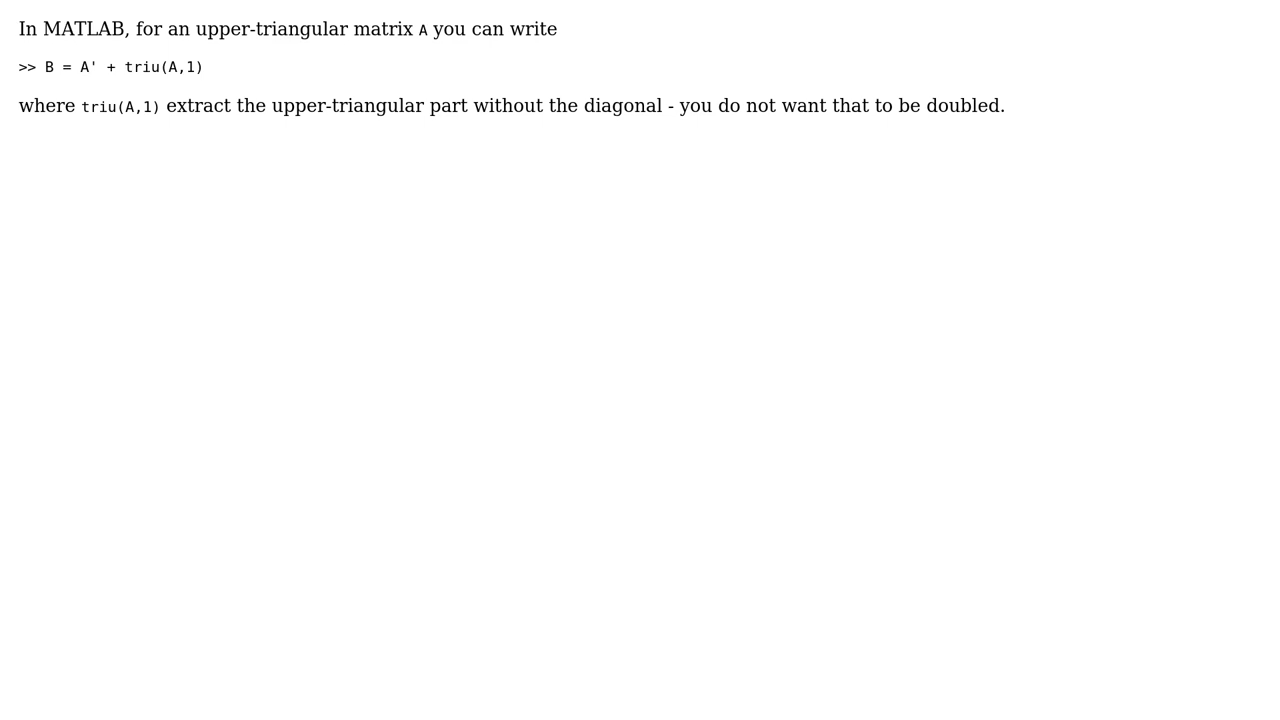 In MATLAB, for an upper-triangular matrix A you can write
>> B = A' + triu(A,1)
where triu(A,1) extract the upper-triangular part without the diagonal - you do not want that to be doubled.